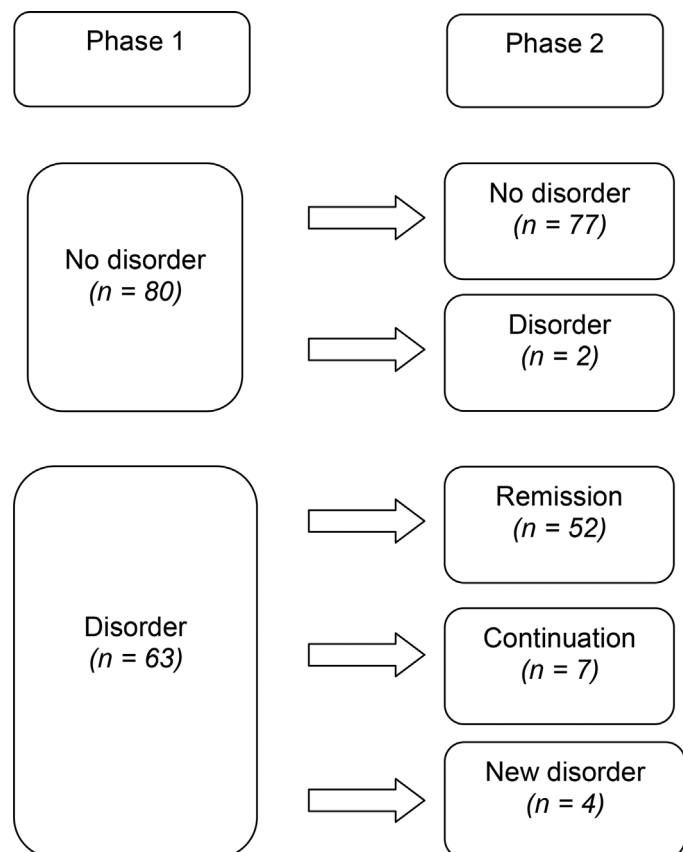 Phase 1
Phase 2
No disorder
(n = 80)
No disorder
(n = 77)
Disorder
(n = 2)
Disorder
(n = 63)
Remission
(n = 52)
Continuation
(n = 7)
New disorder
(n = 4)